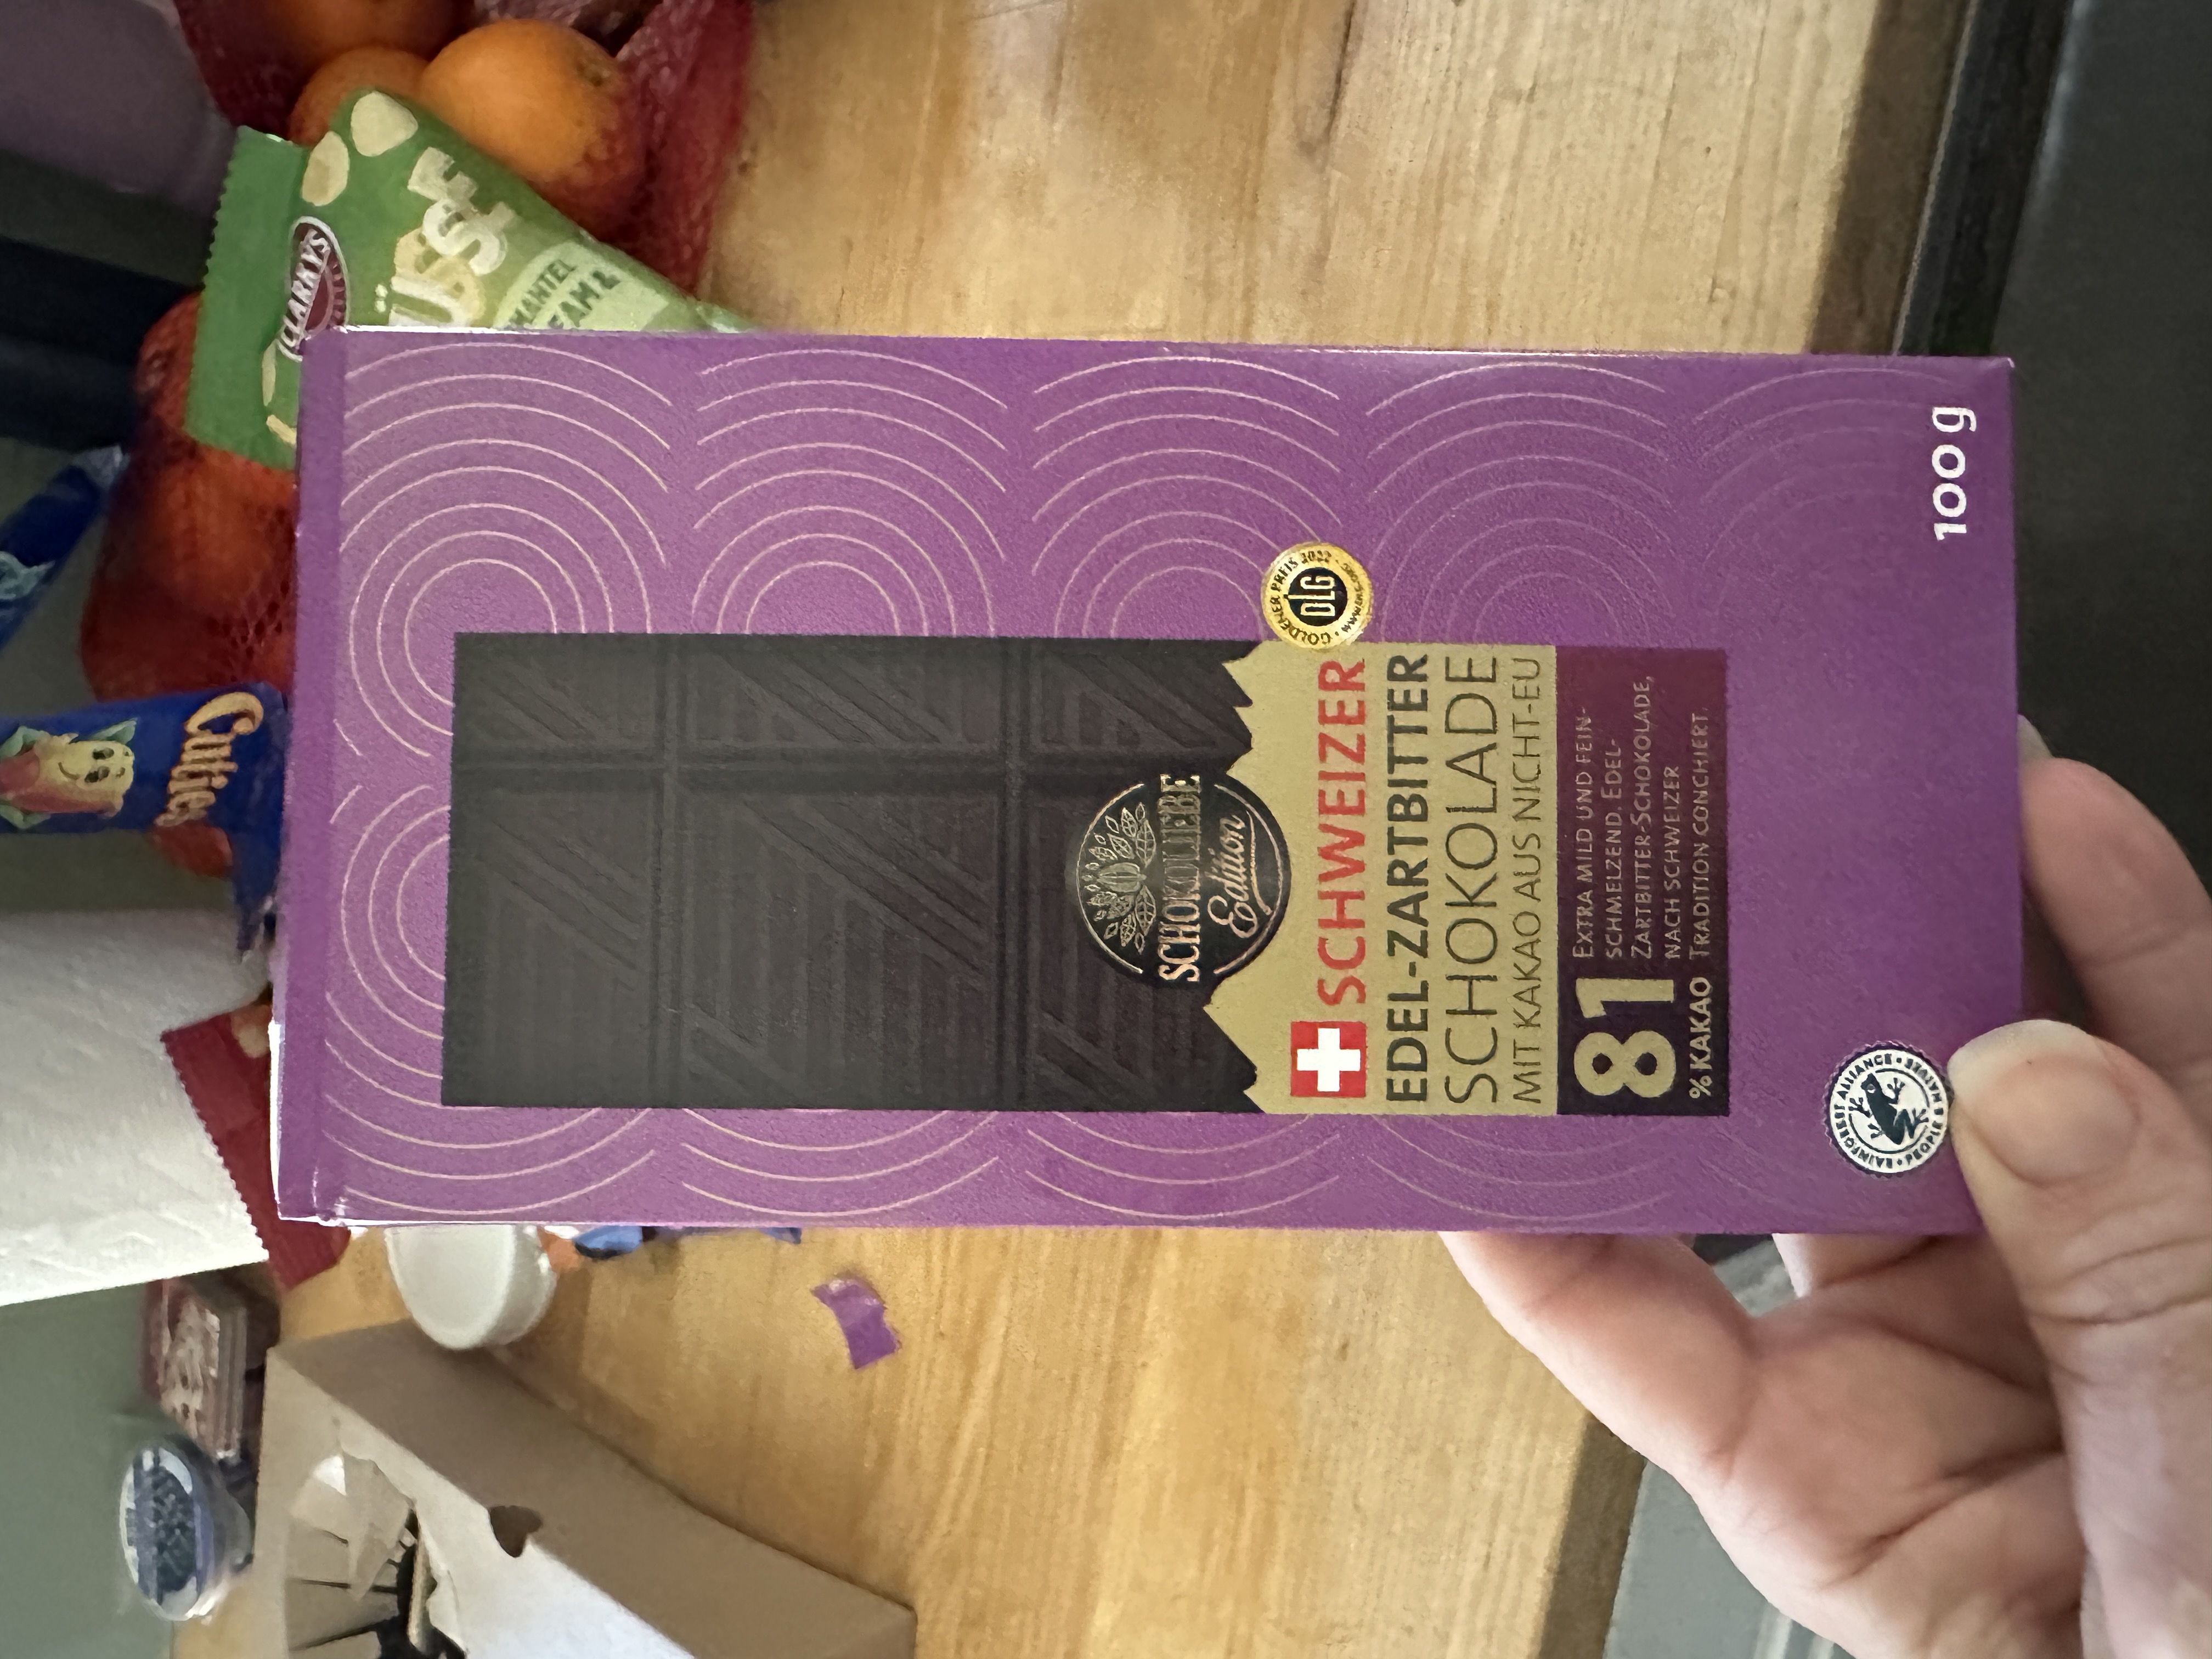 SCHOKOLIEBE
Edition
GOLDENER PREIS 2022
DLG
SCHWEIZER
EDEL-ZARTBITTER
SCHOKOLADE
MIT KAKAO AUS NICHT-EU
81
% KAKAO
EXTRA MILD UND FEIN-
SCHMELZEND. EDEL-
ZARTBITTER-SCHOKOLADE,
NACH SCHWEIZER
TRADITION CONCHIERT.
RAINFOREST ALLIANCE
PEOPLE &
NATURE
100 g
CLARKYS
Cuties